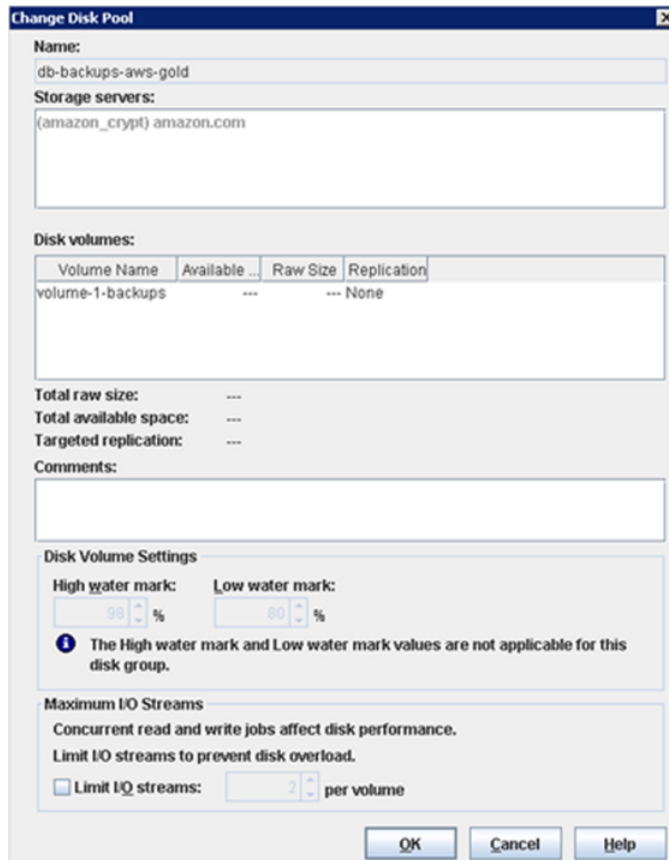 Change Disk Pool
Name:
db-backups-aws-gold
Storage servers:
(amazon_crypt) amazon.com
Disk volumes:
Volume Name Available ... Raw Size Replication
volume-1-backups --- --- None
Total raw size: ---
Total available space: ---
Targeted replication: ---
Comments:
Disk Volume Settings
High water mark: Low water mark:
98 % 80 %
The High water mark and Low water mark values are not applicable for this
disk group.
Maximum I/O Streams
Concurrent read and write jobs affect disk performance.
Limit I/O streams to prevent disk overload.
Limit I/O streams: 2 per volume
OK Cancel Help